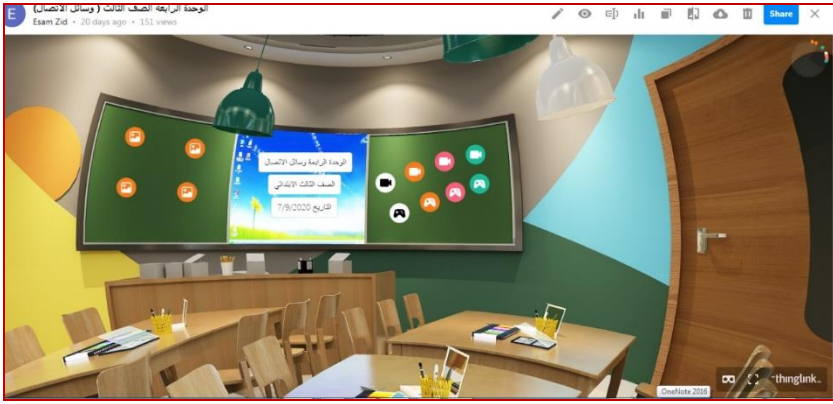 الوحدة الرابعة الصف الثالث ( وسائل الاتصال)
E
Esam Zid • 20 days ago • 151 views
Share
الوحدة الرابعة وسائل الاتصال
الصف الثالث الابتدائي
التاريخ 7/9/2020
OneNote 2016
thinglink..